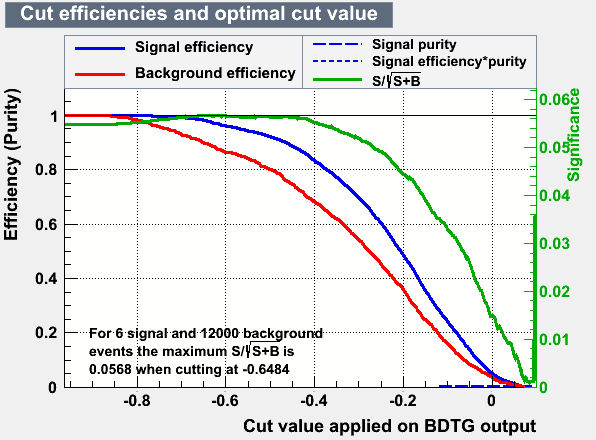 Cut efficiencies and optimal cut value
Signal efficiency
Background efficiency
Signal purity
Signal efficiency*purity
S/√S+B
Efficiency (Purity)
1
0.8
0.6
0.4
0.2
0
0.06
0.05
0.04
0.03
0.02
0.01
0
Significance
For 6 signal and 12000 background
events the maximum S/√S+B is
0.0568 when cutting at -0.6484
-0.8 -0.6 -0.4 -0.2 0
Cut value applied on BDTG output